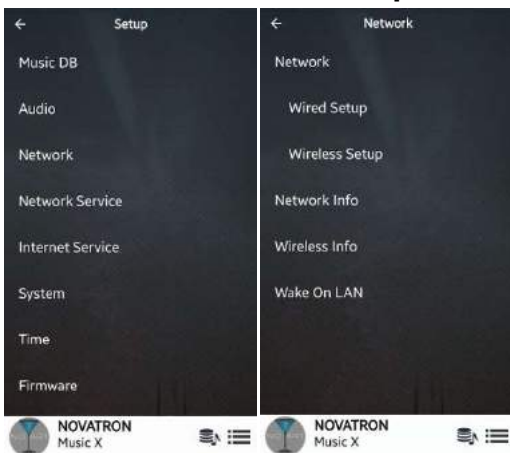 Setup
Music DB
Audio
Network
Network Service
Internet Service
System
Time
Firmware
NOVATRON
Music X
Network
Network
Wired Setup
Wireless Setup
Network Info
Wireless Info
Wake On LAN
NOVATRON
Music X